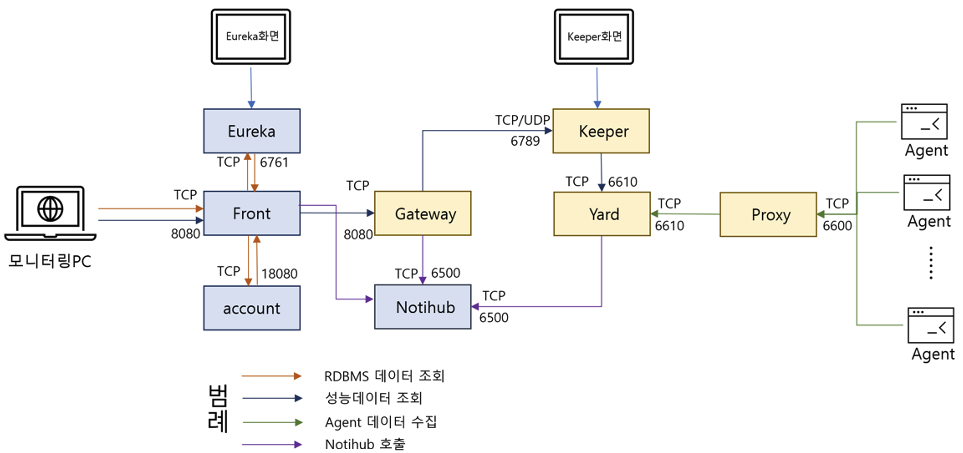 Eureka화면
Keeper화면
Eureka
TCP
6761
TCP/UDP
6789
Keeper
Agent
TCP
8080
Front
TCP
8080
Gateway
TCP
6610
Yard
TCP
6610
Proxy
TCP
6600
Agent
모니터링PC
TCP
18080
account
TCP
6500
Notihub
TCP
6500
Agent
범례
RDBMS 데이터 조회
성능데이터 조회
Agent 데이터 수집
Notihub 호출